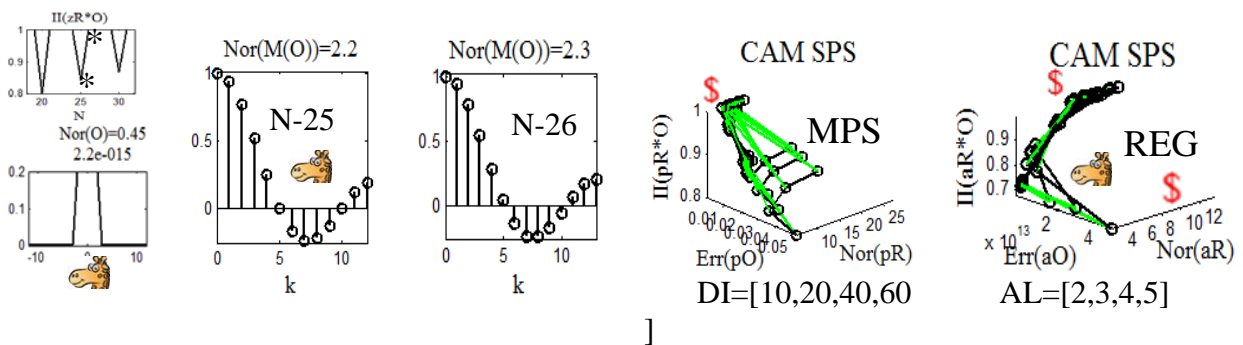 II(zR*O)
1
0.9
0.8
20 25 30
N
*
*
Nor(O)=0.45
2.2e-015
0.2
0.1
0
-10 0 10
^
Nor(M(O))=2.2
1
0.5
0
N-25
0 5 10
k
Nor(M(O))=2.3
1
0.5
0
N-26
0 5 10
k
CAM SPS
$
MPS
II(pR*O)
1
0.9
0.8
0.01 0.02 0.03 0.04 0.05
Err(pO)
10 15 20 25
Nor(pR)
DI=[10,20,40,60
]
CAM SPS
$
REG
$
II(aR*O)
0.9
0.8
0.7
2 4
x 10^13
Err(aO)
4 6 8 10 12
Nor(aR)
AL=[2,3,4,5]